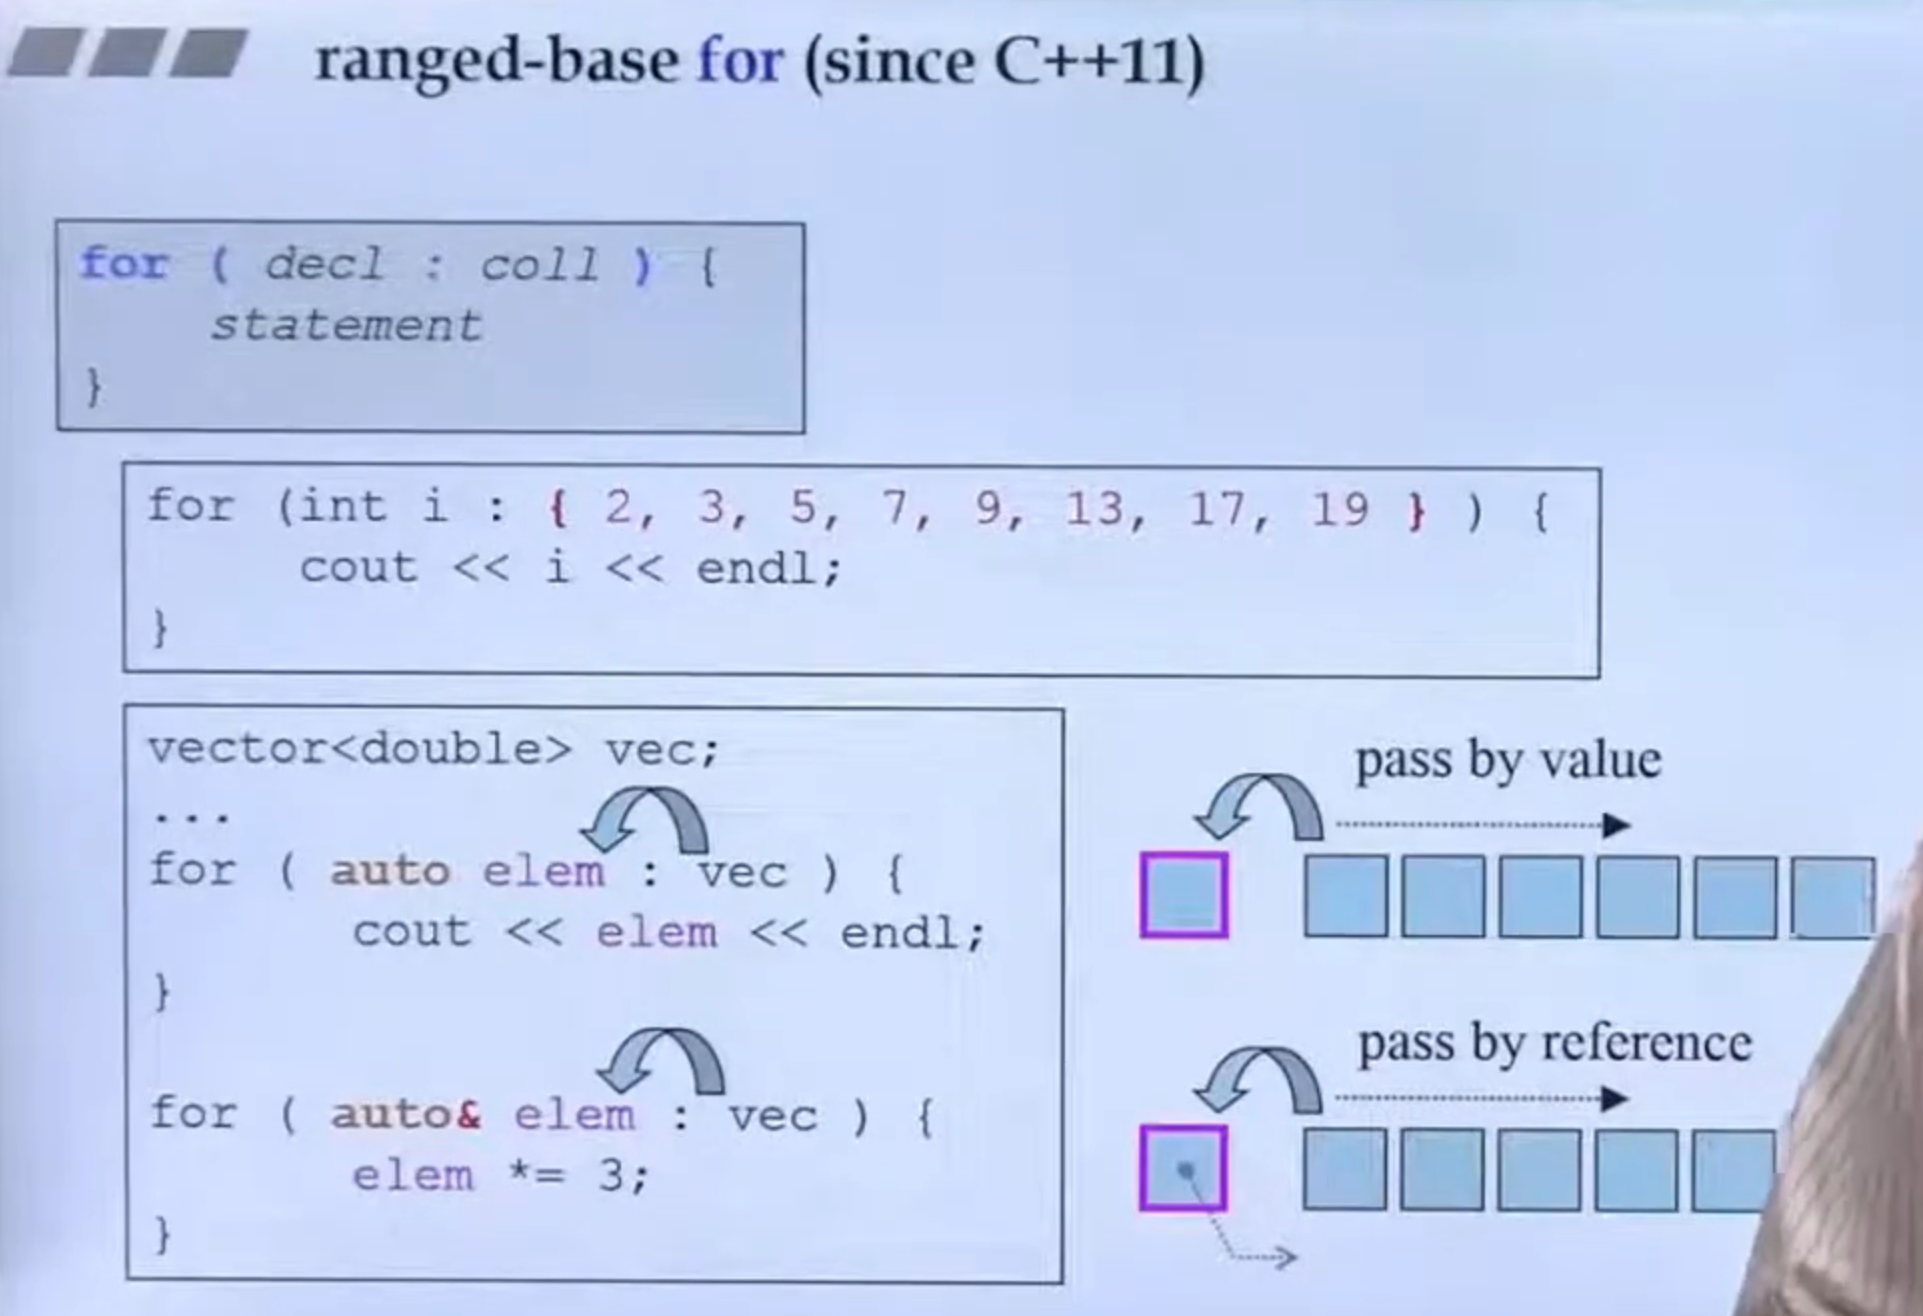 ranged-base for (since C++11)
for ( decl : coll ) {
statement
}
for (int i : { 2, 3, 5, 7, 9, 13, 17, 19 } ) {
cout << i << endl;
}
vector<double> vec;
...
for ( auto elem : vec ) {
cout << elem << endl;
}
for ( auto& elem : vec ) {
elem *= 3;
}
pass by value
pass by reference